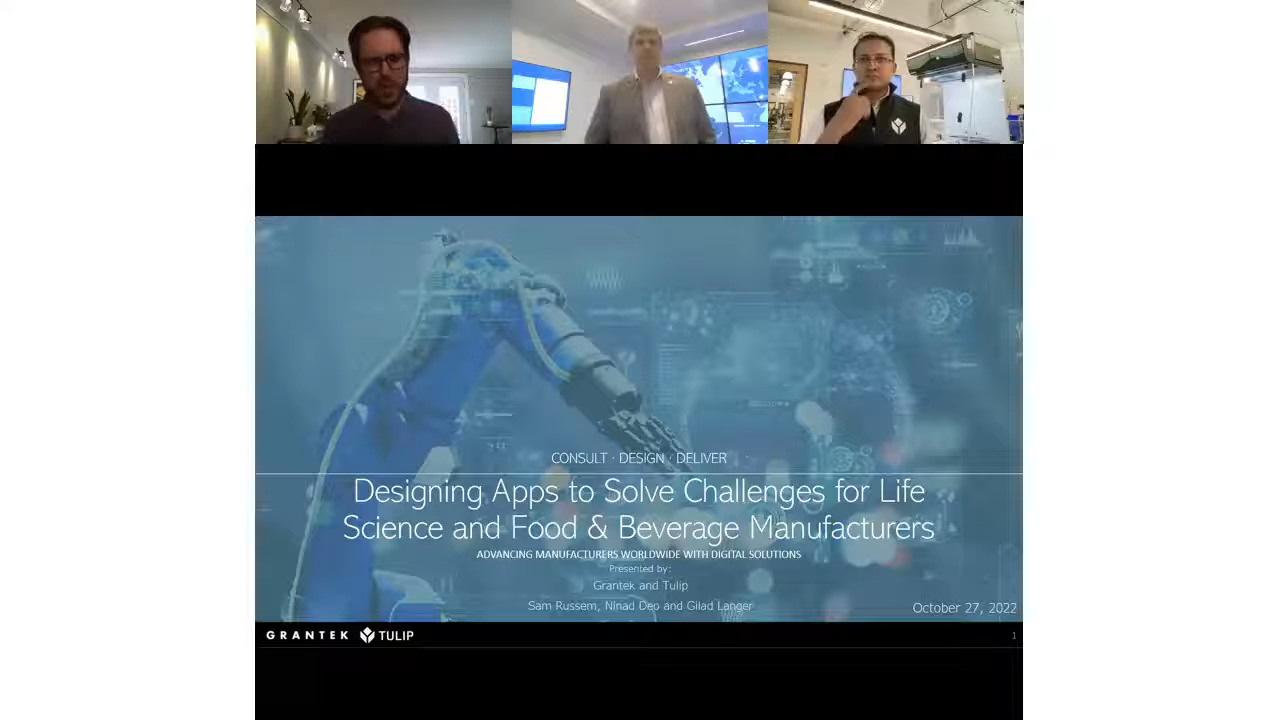 CONSULT · DESIGN · DELIVER
Designing Apps to Solve Challenges for Life
Science and Food & Beverage Manufacturers
ADVANCING MANUFACTURERS WORLDWIDE WITH DIGITAL SOLUTIONS
Presented by:
Grantek and Tulip
Sam Russem, Ninad Deo and Gilad Langer
October 27, 2022
GRANTEK TULIP
1